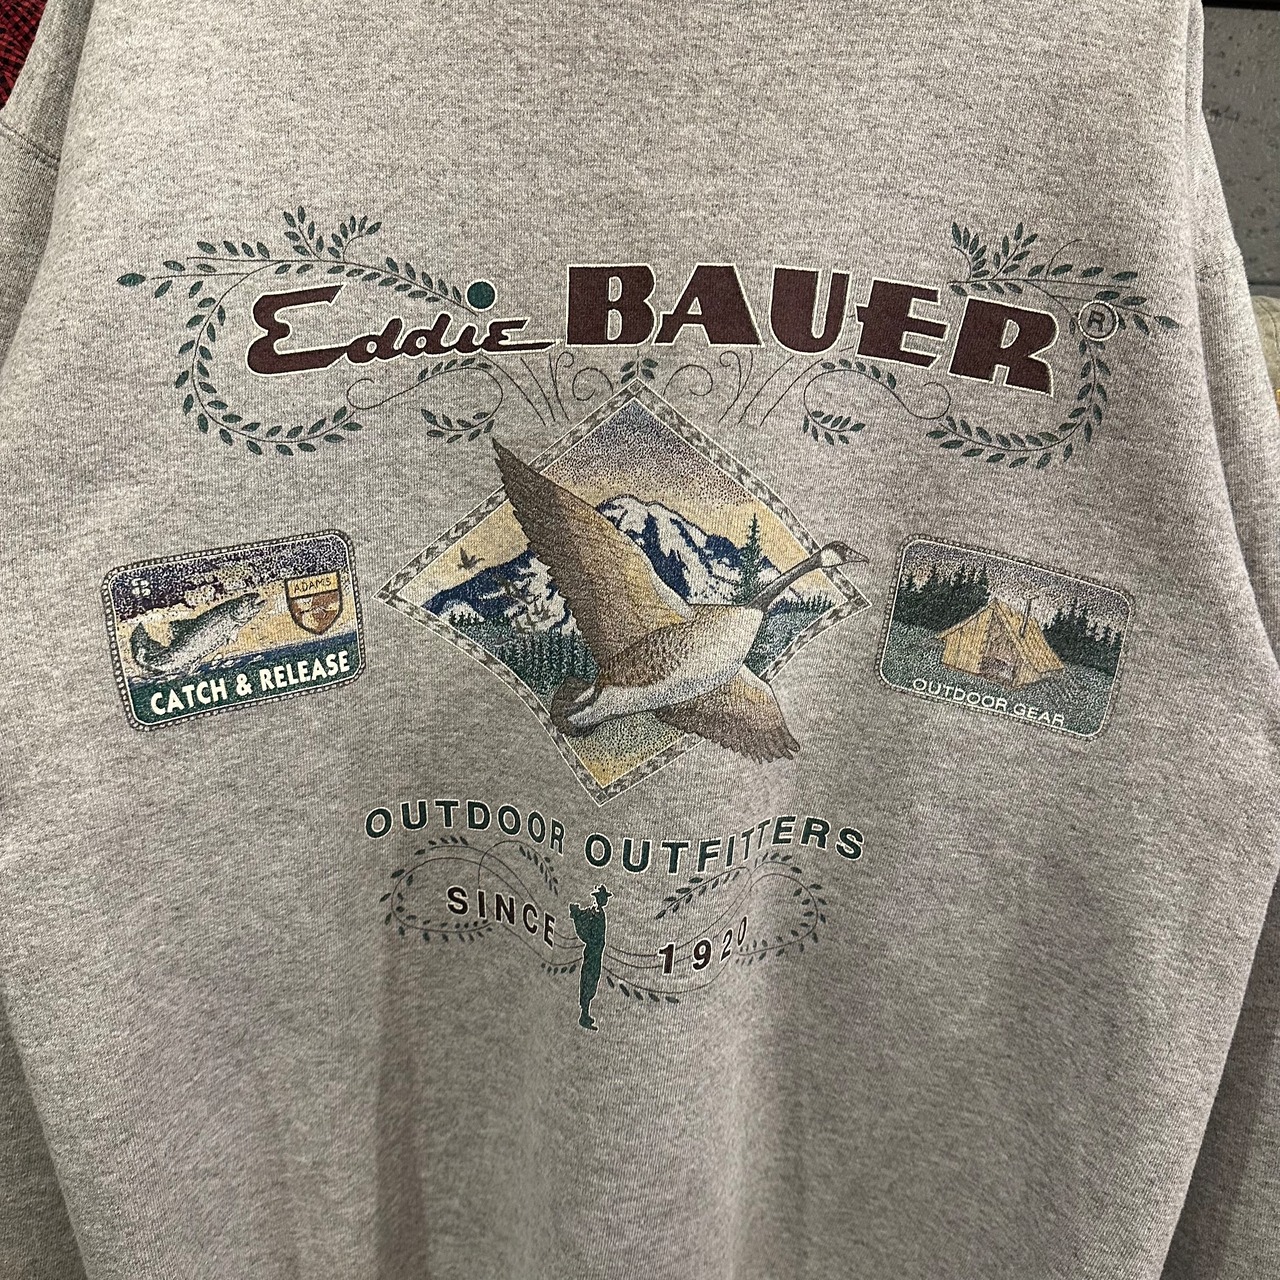 Eddie BAUER ®
ADAMS
CATCH & RELEASE
OUTDOOR GEAR
OUTDOOR OUTFITTERS
SINCE 1920